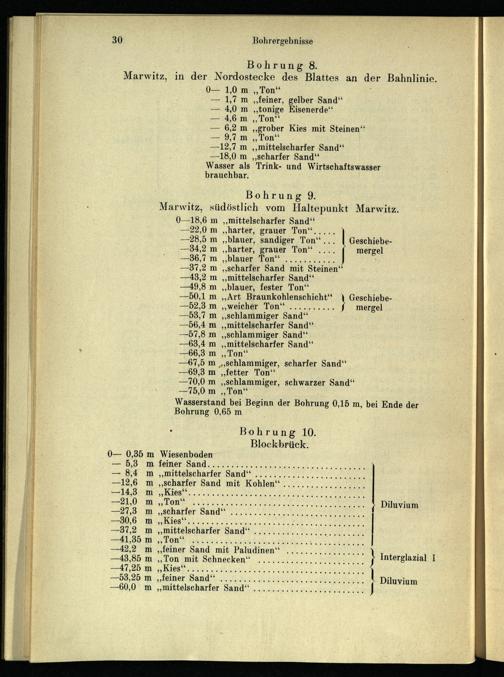 30
Bohrergebnisse
Bohrung 8.
Marwitz, in der Nordostecke des Blattes an der Bahnlinie.
0— 1,0 m „Ton“
— 1,7 m „feiner, gelber Sand“
— 4,0 m „tonige Eisenerde“
— 4,6 m „Ton“
— 6,2 m „grober Kies mit Steinen“
— 9,7 m „Ton“
—12,7 m „mittelscharfer Sand“
—18,0 m „scharfer Sand“
Wasser als Trink- und Wirtschaftswasser
brauchbar.
Bohrung 9.
Marwitz, südöstlich vom Haltepunkt Marwitz.
0—18,6 m „mittelscharfer Sand“
—22,0 m „harter, grauer Ton“.....
—28,5 m „blauer, sandiger Ton“... Geschiebe-
—34,2 m „harter, grauer Ton“ .... mergel
—36,7 m „blauer Ton“ ...........
—37,2 m „scharfer Sand mit Steinen“
—43,2 m „mittelscharfer Sand“
—49,8 m „blauer, fester Ton“
—50,1 m „Art Braunkohlenschicht“ Geschiebe-
—52,3 m „weicher Ton“ .......... mergel
—53,7 m „schlammiger Sand“
—56,4 m „mittelscharfer Sand“
—57,8 m „schlammiger Sand“
—63,4 m „mittelscharfer Sand“
—66,3 m „Ton“
—67,5 m „schlammiger, scharfer Sand“
—69,3 m „fetter Ton“
—70,0 m „schlammiger, schwarzer Sand“
—75,0 m „Ton“
Wasserstand bei Beginn der Bohrung 0,15 m, bei Ende der
Bohrung 0,65 m
Bohrung 10.
Blockbrück.
0— 0,35 m Wiesenboden
— 5,3 m feiner Sand..............................
— 8,4 m „mittelscharfer Sand“ ......................
—12,6 m „scharfer Sand mit Kohlen“ .................
—14,3 m „Kies“..................................
—21,0 m „Ton“ .................................. Diluvium
—27,3 m „scharfer Sand“ ...........................
—30,6 m „Kies“..................................
—37,2 m „mittelscharfer Sand“ ......................
—41,35 m „Ton“ ..................................
—42,2 m „feiner Sand mit Paludinen“ ................
—43,85 m „Ton mit Schnecken“ ..................... Interglazial I
—47,25 m „Kies“..................................
—53,25 m „feiner Sand“ ............................ Diluvium
—60,0 m „mittelscharfer Sand“ ......................